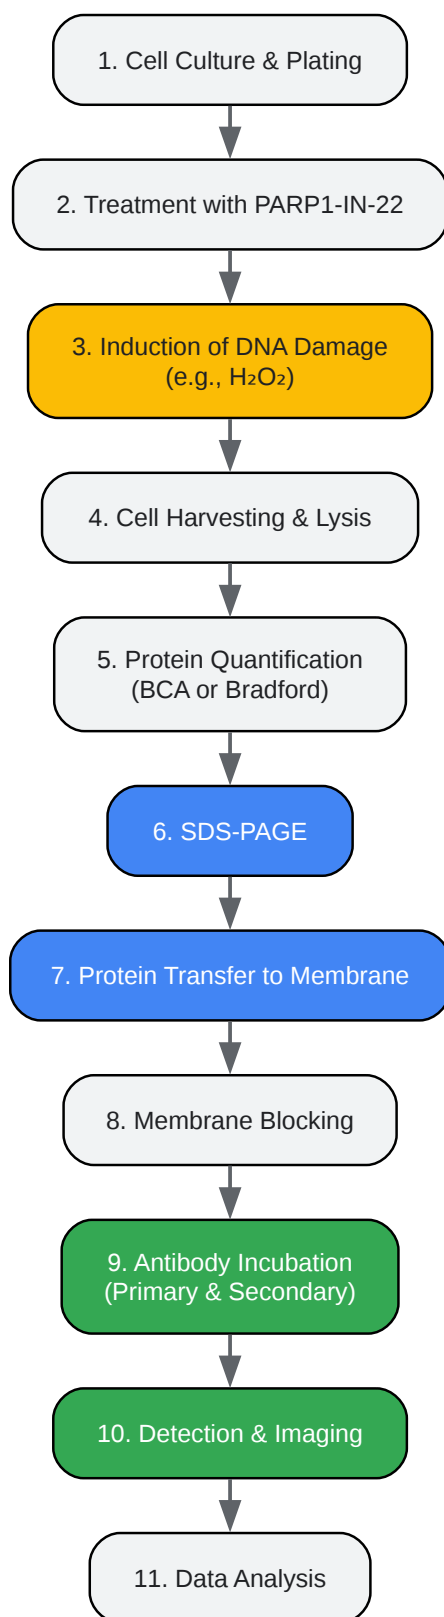 1. Cell Culture & Plating
2. Treatment with PARP1-IN-22
3. Induction of DNA Damage
(e.g., H₂O₂)
4. Cell Harvesting & Lysis
5. Protein Quantification
(BCA or Bradford)
6. SDS-PAGE
7. Protein Transfer to Membrane
8. Membrane Blocking
9. Antibody Incubation
(Primary & Secondary)
10. Detection & Imaging
11. Data Analysis